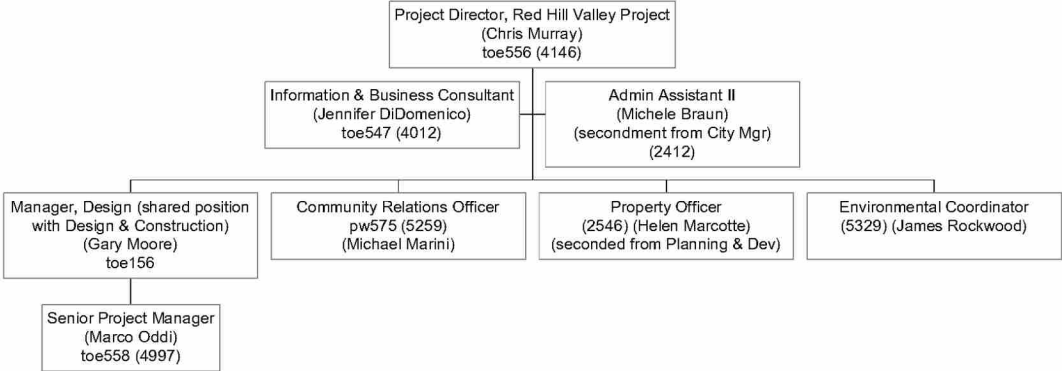 Project Director, Red Hill Valley Project
(Chris Murray)
toe556 (4146)
Information & Business Consultant
(Jennifer DiDomenico)
toe547 (4012)
Admin Assistant II
(Michele Braun)
(secondment from City Mgr)
(2412)
Manager, Design (shared position
with Design & Construction)
(Gary Moore)
toe156
Community Relations Officer
pw575 (5259)
(Michael Marini)
Property Officer
(2546) (Helen Marcotte)
(seconded from Planning & Dev)
Environmental Coordinator
(5329) (James Rockwood)
Senior Project Manager
(Marco Oddi)
toe558 (4997)